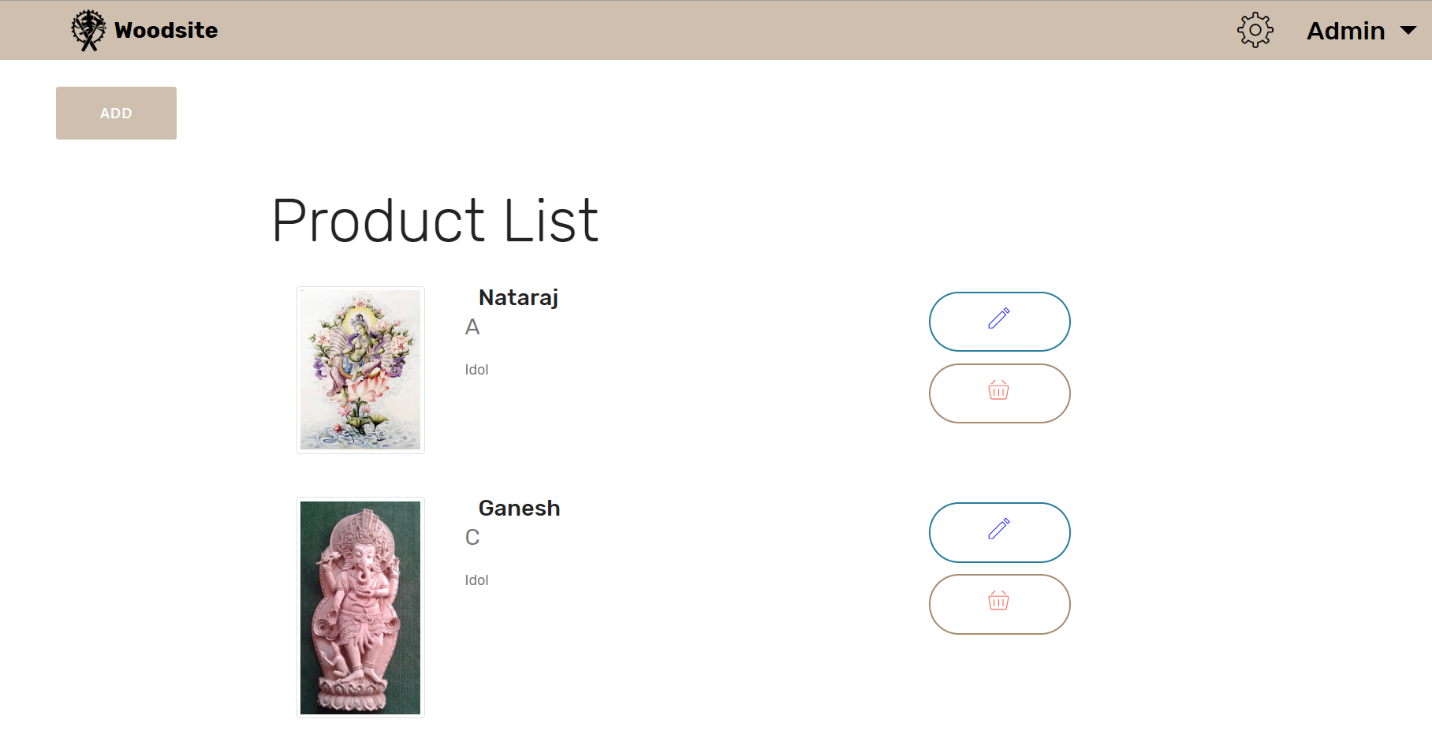 Woodsite
Admin
ADD
Product List
Nataraj
A
Idol
Ganesh
C
Idol